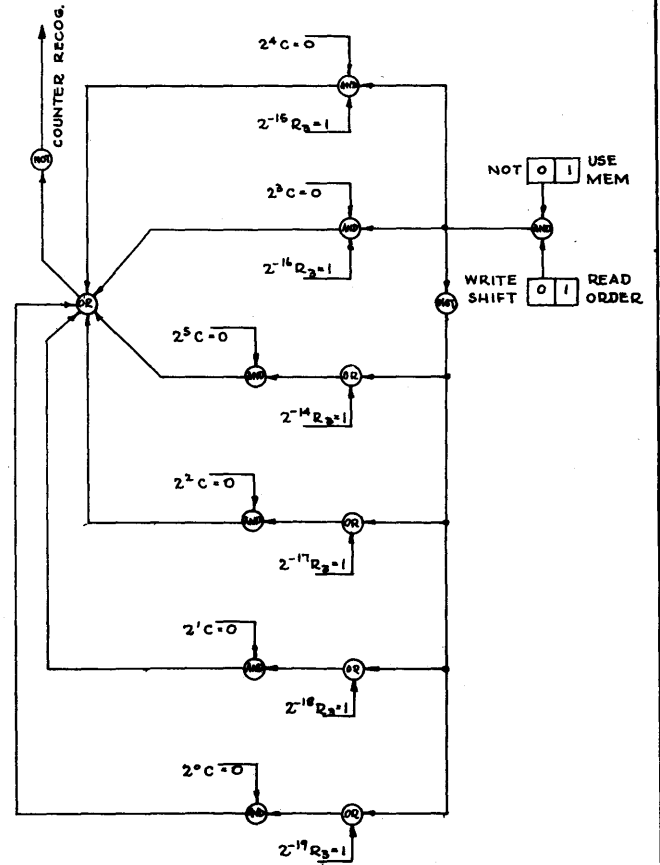 COUNTER RECOG.
NOT
2⁴C=0
AND
2⁻¹⁵R₃=1
NOT 0 1 USE MEM
2³C=0
AND
AND
2⁻¹⁶R₃=1
WRITE SHIFT 0 1 READ ORDER
OR
NOT
2⁵C=0
AND
OR
2⁻¹⁴R₃=1
2²C=0
AND
OR
2⁻¹⁷R₃=1
2¹C=0
AND
OR
2⁻¹⁸R₃=1
2⁰C=0
AND
OR
2⁻¹⁹R₃=1